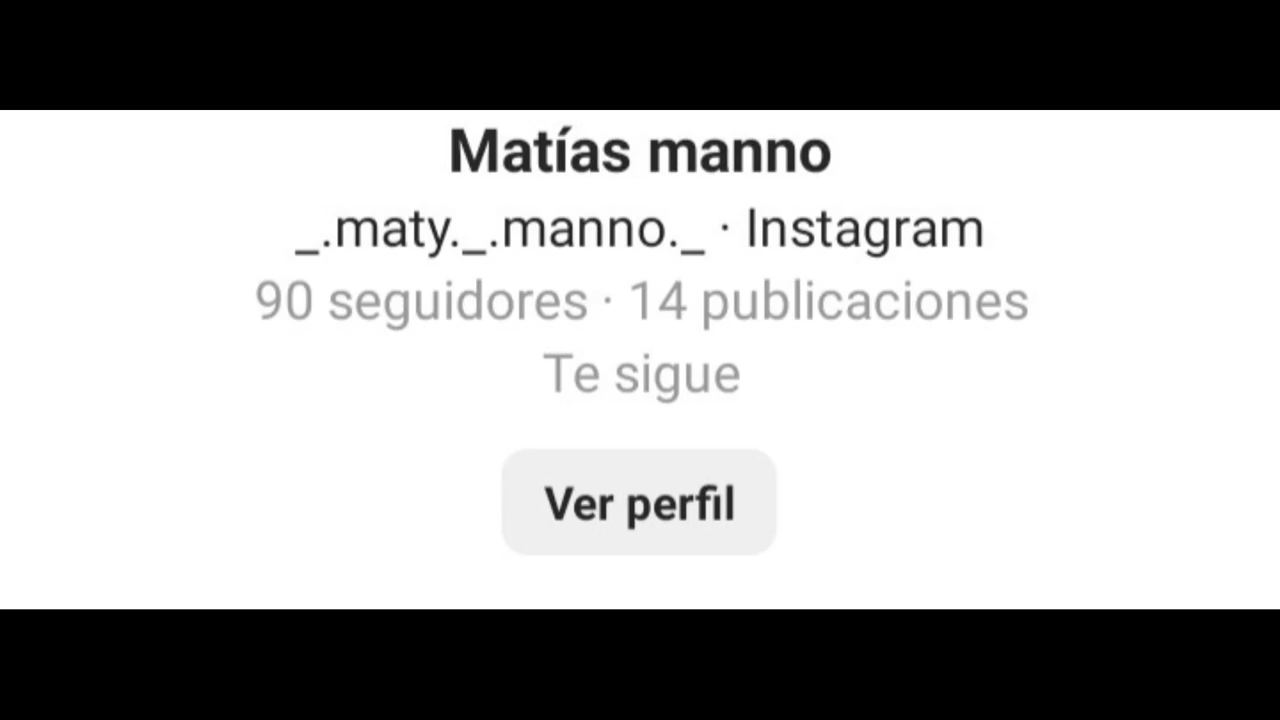 Matías manno
_.maty._.manno._ · Instagram
90 seguidores · 14 publicaciones
Te sigue
Ver perfil